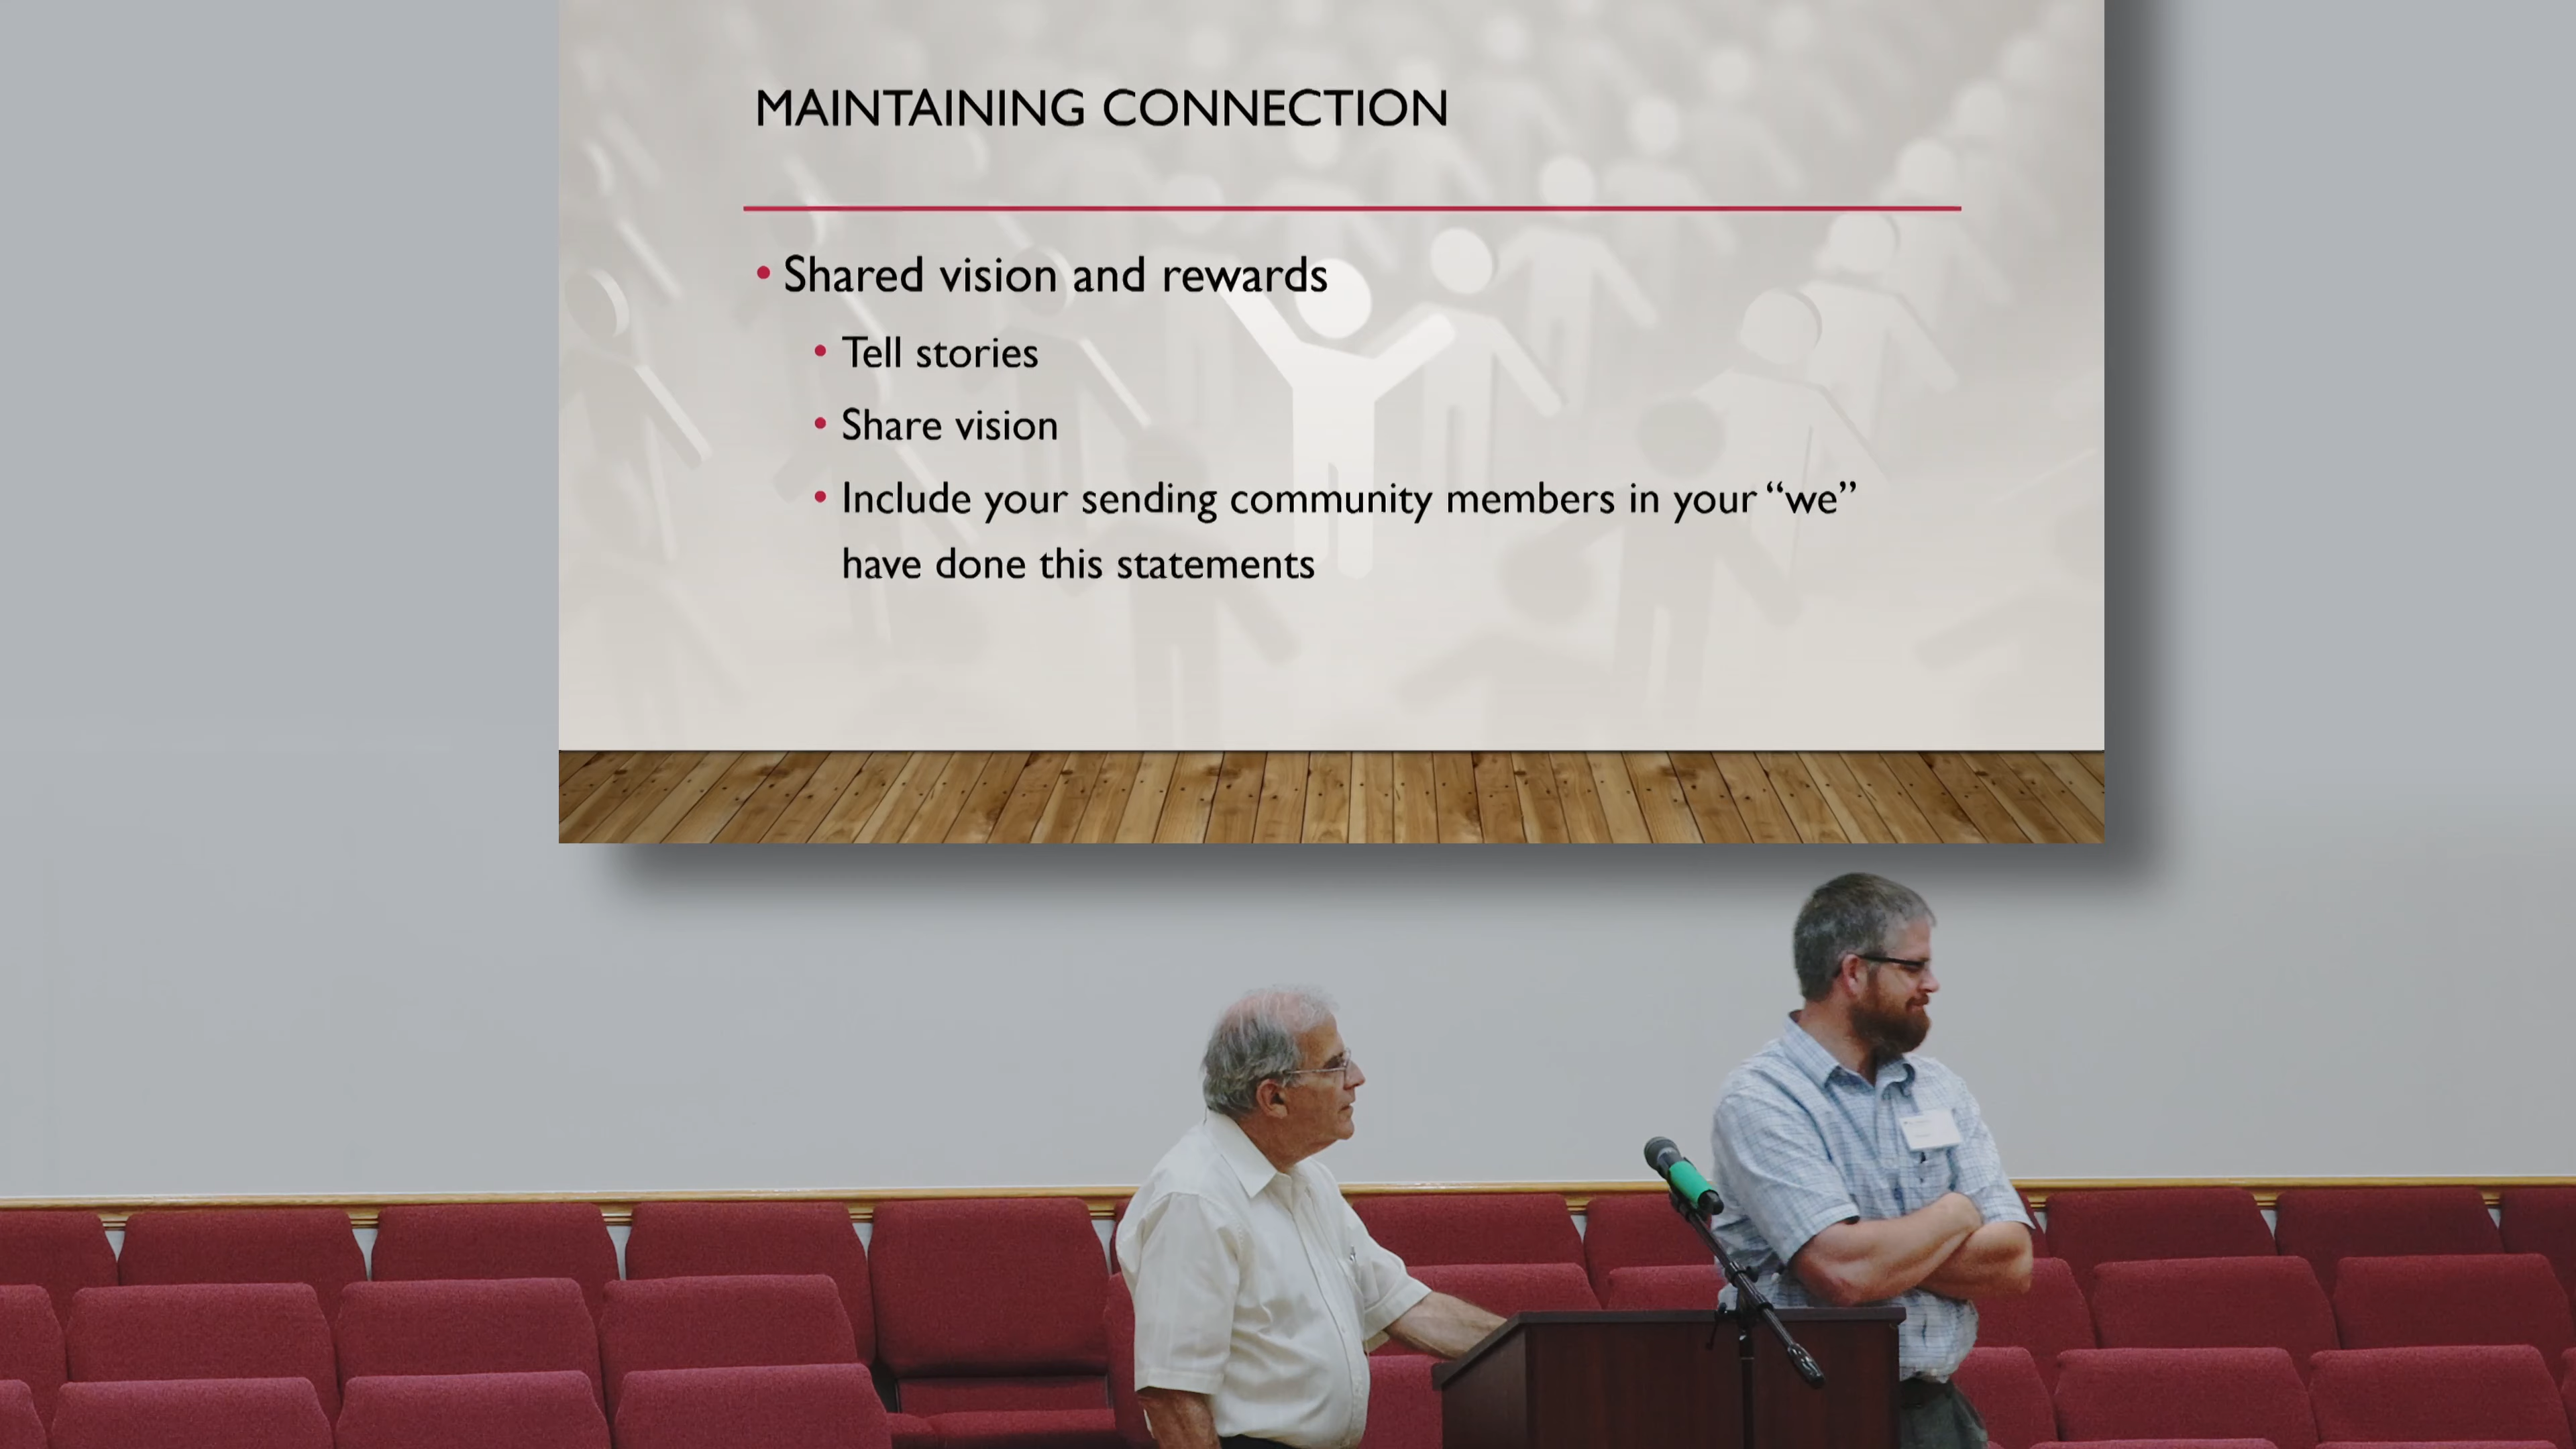 MAINTAINING CONNECTION
• Shared vision and rewards
• Tell stories
• Share vision
• Include your sending community members in your “we”
have done this statements